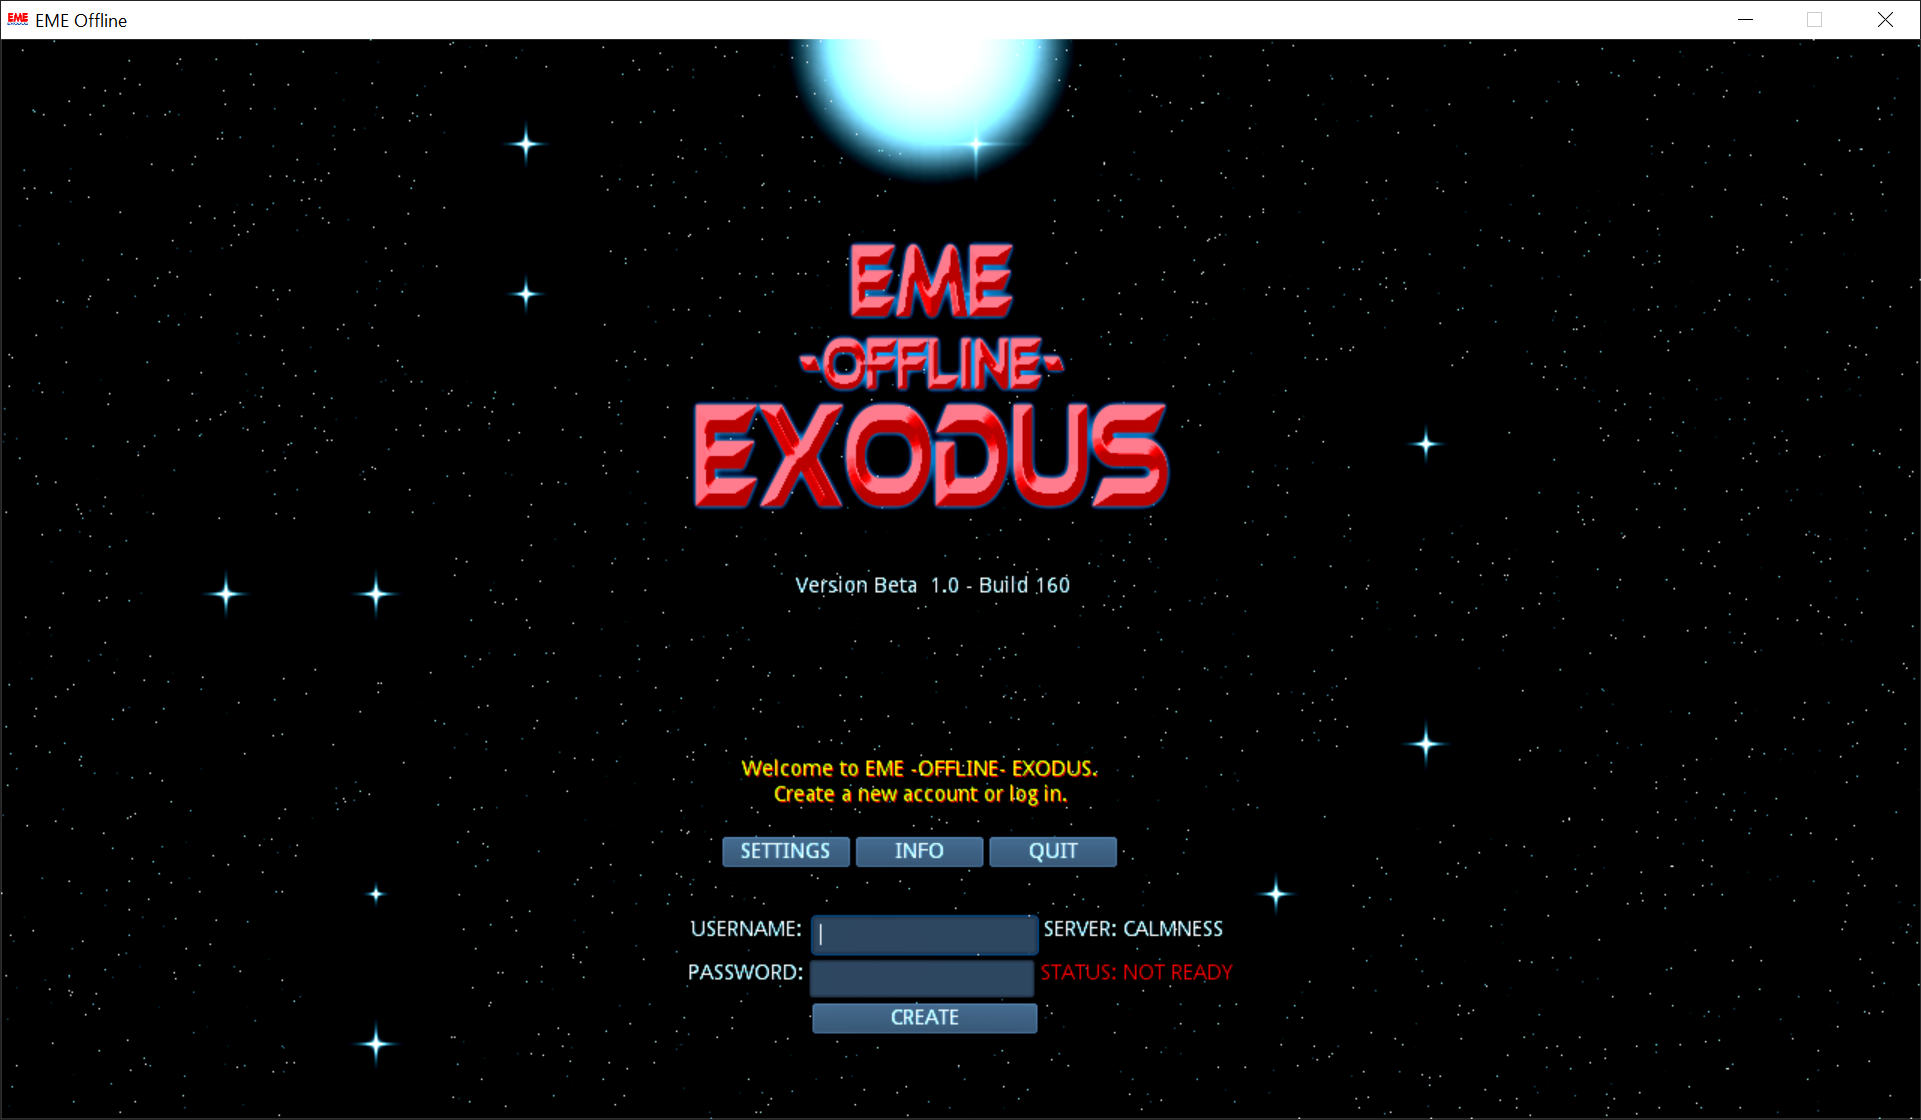 EME Offline
EME
-OFFLINE-
EXODUS
Version Beta  1.0 - Build 160
Welcome to EME -OFFLINE- EXODUS.
Create a new account or log in.
SETTINGS INFO QUIT
USERNAME: SERVER: CALMNESS
PASSWORD: STATUS: NOT READY
CREATE